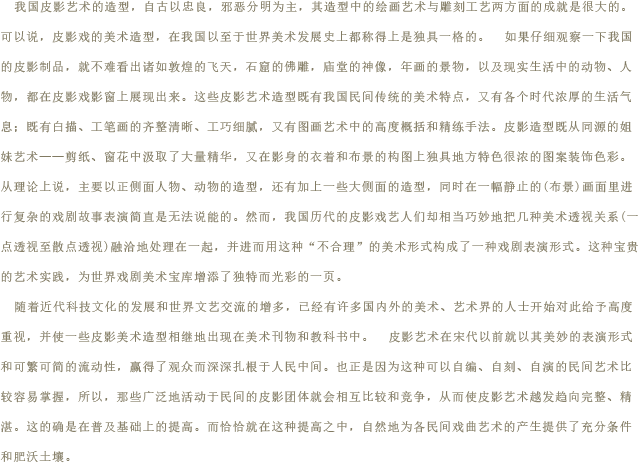 我国皮影艺术的造型，自古以忠良，邪恶分明为主，其造型中的绘画艺术与雕刻工艺两方面的成就是很大的。
可以说，皮影戏的美术造型，在我国以至于世界美术发展史上都称得上是独具一格的。 如果仔细观察一下我国
的皮影制品，就不难看出诸如敦煌的飞天，石窟的佛雕，庙堂的神像，年画的景物，以及现实生活中的动物、人
物，都在皮影戏影窗上展现出来。这些皮影艺术造型既有我国民间传统的美术特点，又有各个时代浓厚的生活气
息；既有白描、工笔画的齐整清晰、工巧细腻，又有图画艺术中的高度概括和精练手法。皮影造型既从同源的姐
妹艺术——剪纸、窗花中汲取了大量精华，又在影身的衣着和布景的构图上独具地方特色很浓的图案装饰色彩。
从理论上说，主要以正侧面人物、动物的造型，还有加上一些大侧面的造型，同时在一幅静止的(布景)画面里进
行复杂的戏剧故事表演简直是无法说能的。然而，我国历代的皮影戏艺人们却相当巧妙地把几种美术透视关系(一
点透视至散点透视)融洽地处理在一起，并进而用这种“不合理”的美术形式构成了一种戏剧表演形式。这种宝贵
的艺术实践，为世界戏剧美术宝库增添了独特而光彩的一页。
随着近代科技文化的发展和世界文艺交流的增多，已经有许多国内外的美术、艺术界的人士开始对此给予高度
重视，并使一些皮影美术造型相继地出现在美术刊物和教科书中。 皮影艺术在宋代以前就以其美妙的表演形式
和可繁可简的流动性，赢得了观众而深深扎根于人民中间。也正是因为这种可以自编、自刻、自演的民间艺术比
较容易掌握，所以，那些广泛地活动于民间的皮影团体就会相互比较和竞争，从而使皮影艺术越发趋向完整、精
湛。这的确是在普及基础上的提高。而恰恰就在这种提高之中，自然地为各民间戏曲艺术的产生提供了充分条件
和肥沃土壤。